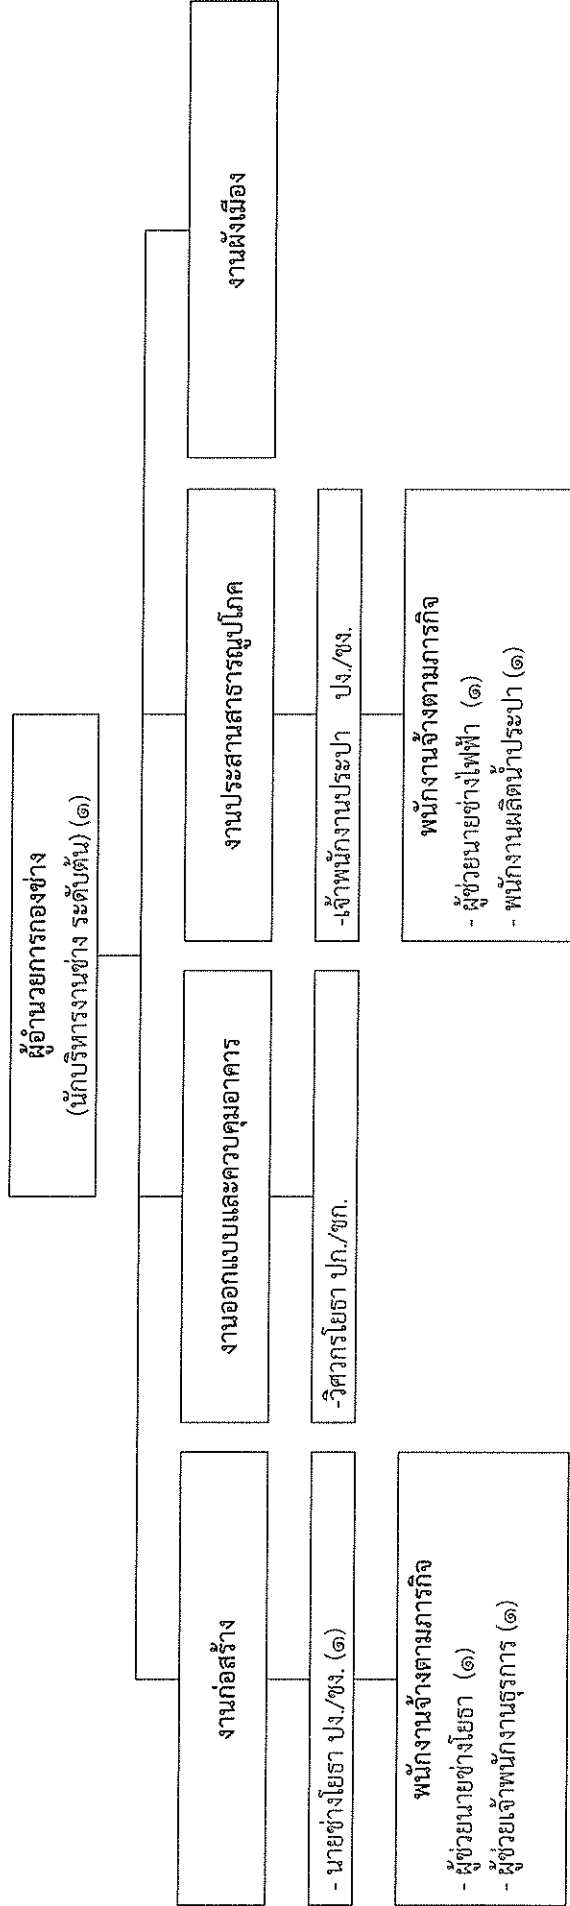 ผู้อำนวยการกองช่าง
(นักบริหารงานช่าง ระดับต้น) (๑)
งานก่อสร้าง
- นายช่างโยธา ปง./ชง. (๑)
พนักงานจ้างตามภารกิจ
- ผู้ช่วยนายช่างโยธา (๑)
- ผู้ช่วยเจ้าพนักงานธุรการ (๑)
งานออกแบบและควบคุมอาคาร
-วิศวกรโยธา ปก./ชก.
งานประสานสาธารณูปโภค
-เจ้าพนักงานประปา ปง./ชง.
พนักงานจ้างตามภารกิจ
- ผู้ช่วยนายช่างไฟฟ้า (๑)
- พนักงานผลิตน้ำประปา (๑)
งานผังเมือง